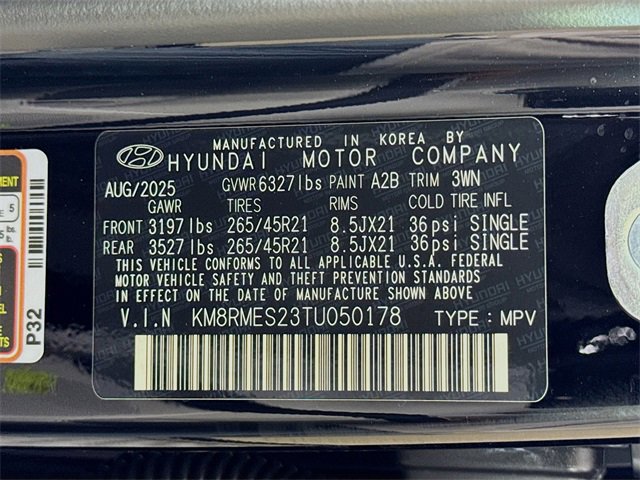 MANUFACTURED IN KOREA BY
HYUNDAI MOTOR COMPANY
AUG/2025 GVWR 6327 lbs PAINT A2B TRIM 3WN
GAWR TIRES RIMS COLD TIRE INFL
FRONT 3197 lbs 265/45R21 8.5JX21 36 psi SINGLE
REAR 3527 lbs 265/45R21 8.5JX21 36 psi SINGLE
THIS VEHICLE CONFORMS TO ALL APPLICABLE U.S.A. FEDERAL
MOTOR VEHICLE SAFETY AND THEFT PREVENTION STANDARDS
IN EFFECT ON THE DATE OF MANUFACTURE SHOWN ABOVE
V.I.N KM8RMES23TU050178 TYPE : MPV
P32